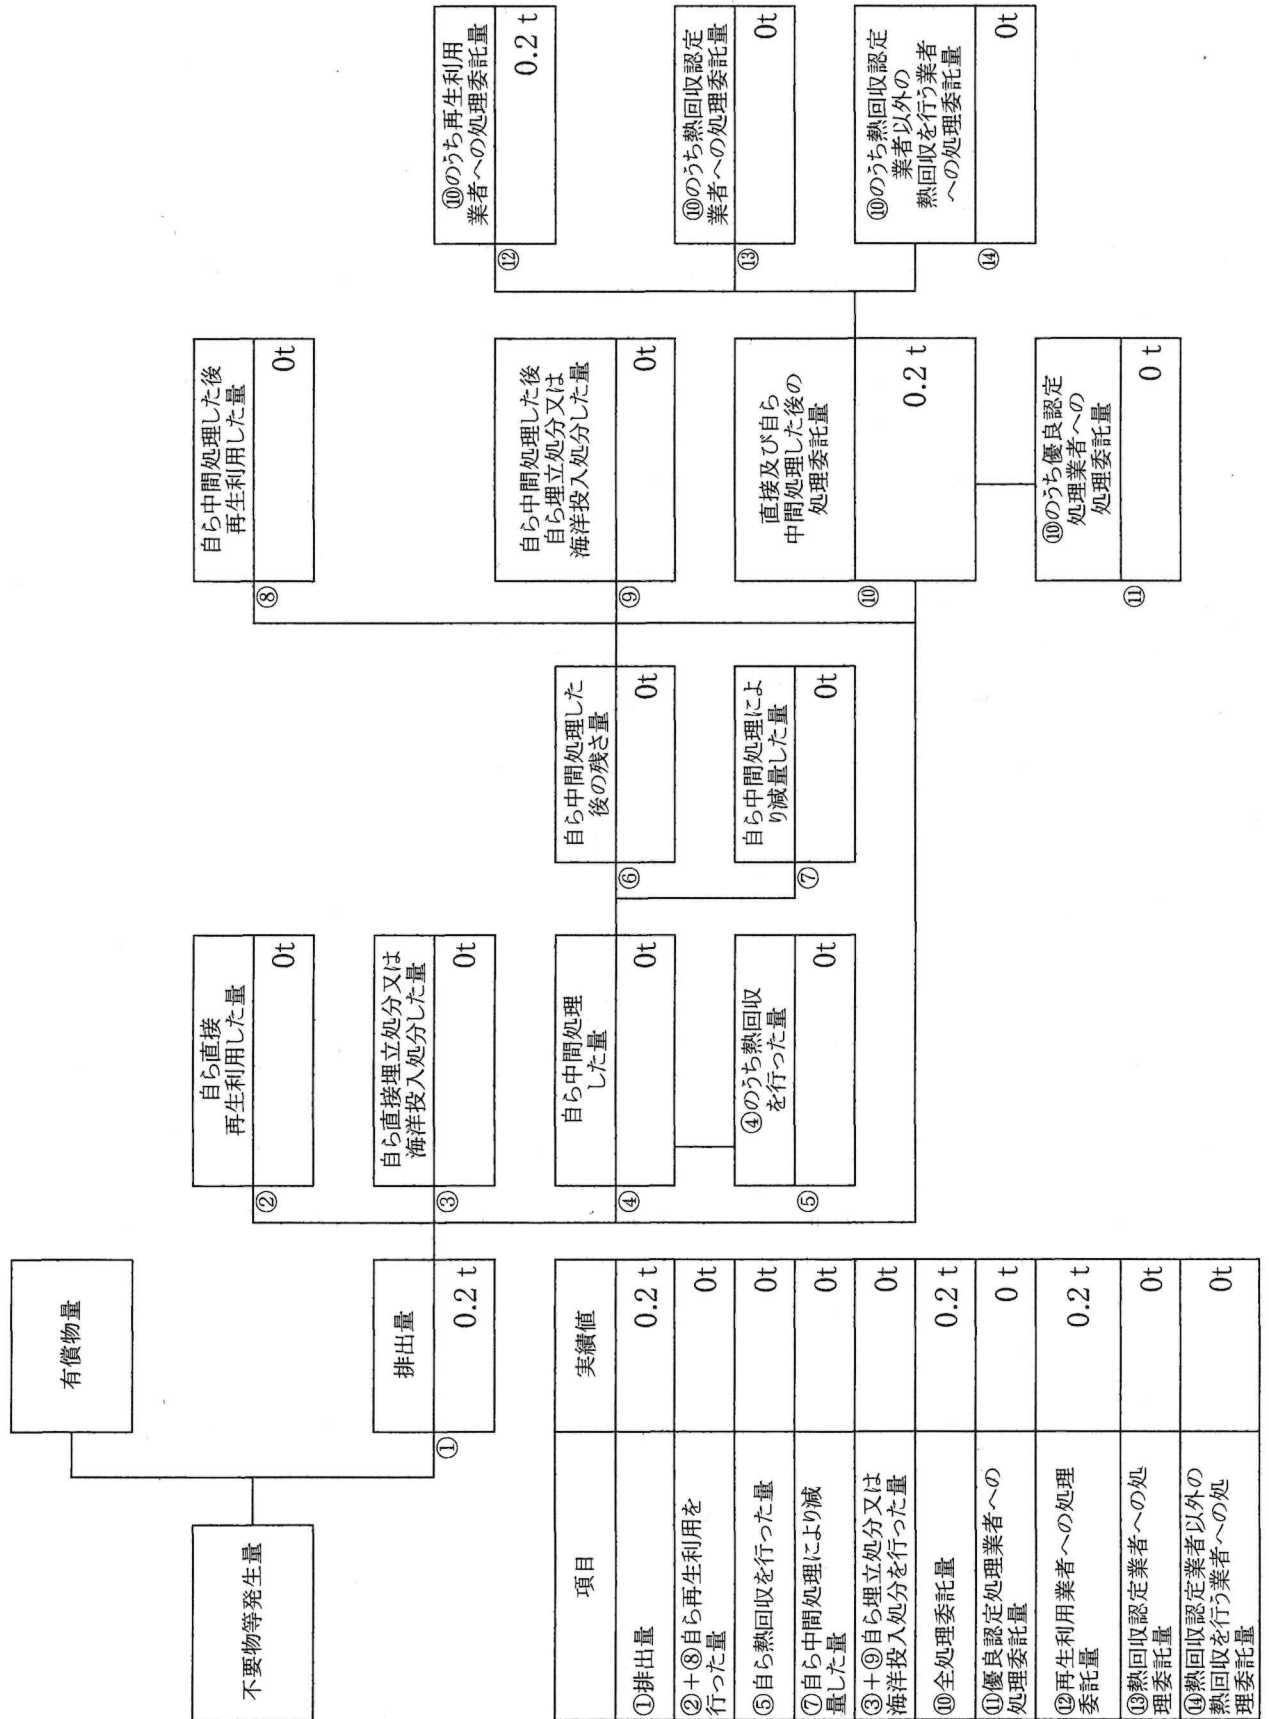 不要物等発生量
有償物量
①
排出量
0.2 t
②
自ら直接
再生利用した量
0t
③
自ら直接埋立処分又は
海洋投入処分した量
0t
④
自ら中間処理
した量
0t
⑤
④のうち熱回収
を行った量
0t
⑥
自ら中間処理した
後の残さ量
0t
⑦
自ら中間処理によ
り減量した量
0t
⑧
自ら中間処理した後
再生利用した量
0t
⑨
自ら中間処理した後
自ら埋立処分又は
海洋投入処分した量
0t
⑩
直接及び自ら
中間処理した後の
処理委託量
0.2 t
⑪
⑩のうち優良認定
処理業者への
処理委託量
0 t
⑫
⑩のうち再生利用
業者への処理委託量
0.2 t
⑬
⑩のうち熱回収認定
業者への処理委託量
0t
⑭
⑩のうち熱回収認定
業者以外の
熱回収を行う業者
への処理委託量
0t
項目 実績値
①排出量 0.2 t
②+⑧自ら再生利用を
行った量 0t
⑤自ら熱回収を行った量 0t
⑦自ら中間処理により減
量した量 0t
③+⑨自ら埋立処分又は
海洋投入処分を行った量 0t
⑩全処理委託量 0.2 t
⑪優良認定処理業者への
処理委託量 0 t
⑫再生利用業者への処理
委託量 0.2 t
⑬熱回収認定業者への処
理委託量 0t
⑭熱回収認定業者以外の
熱回収を行う業者への処
理委託量 0t